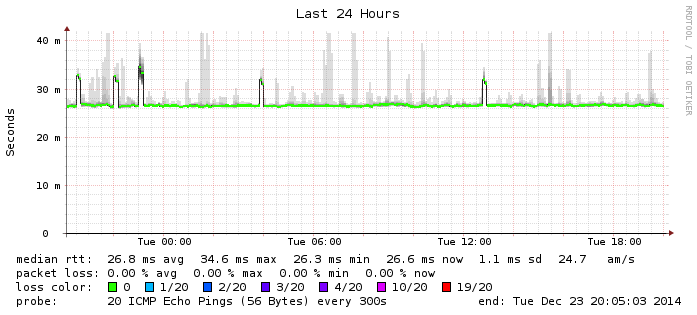 Last 24 Hours
RRDTOOL / TOBI OETIKER
Seconds
40 m
30 m
20 m
10 m
0
Tue 00:00 Tue 06:00 Tue 12:00 Tue 18:00
median rtt: 26.8 ms avg 34.6 ms max 26.3 ms min 26.6 ms now 1.1 ms sd 24.7 am/s
packet loss: 0.00 % avg 0.00 % max 0.00 % min 0.00 % now
loss color: 0 1/20 2/20 3/20 4/20 10/20 19/20
probe: 20 ICMP Echo Pings (56 Bytes) every 300s end: Tue Dec 23 20:05:03 2014